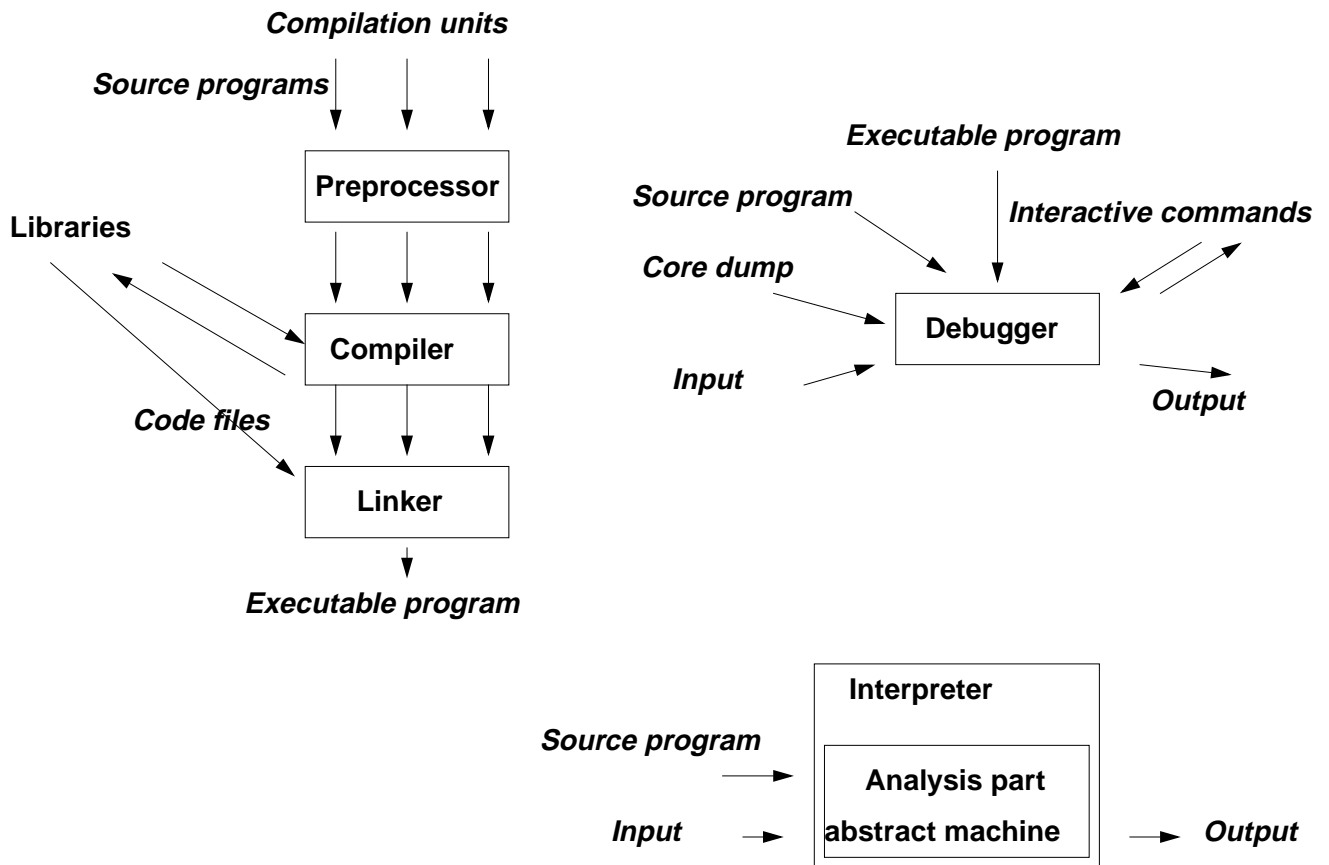 Compilation units
Source programs
Preprocessor
Libraries
Compiler
Code files
Linker
Executable program
Executable program
Source program
Interactive commands
Core dump
Debugger
Input
Output
Interpreter
Source program
Analysis part
Input
abstract machine
Output